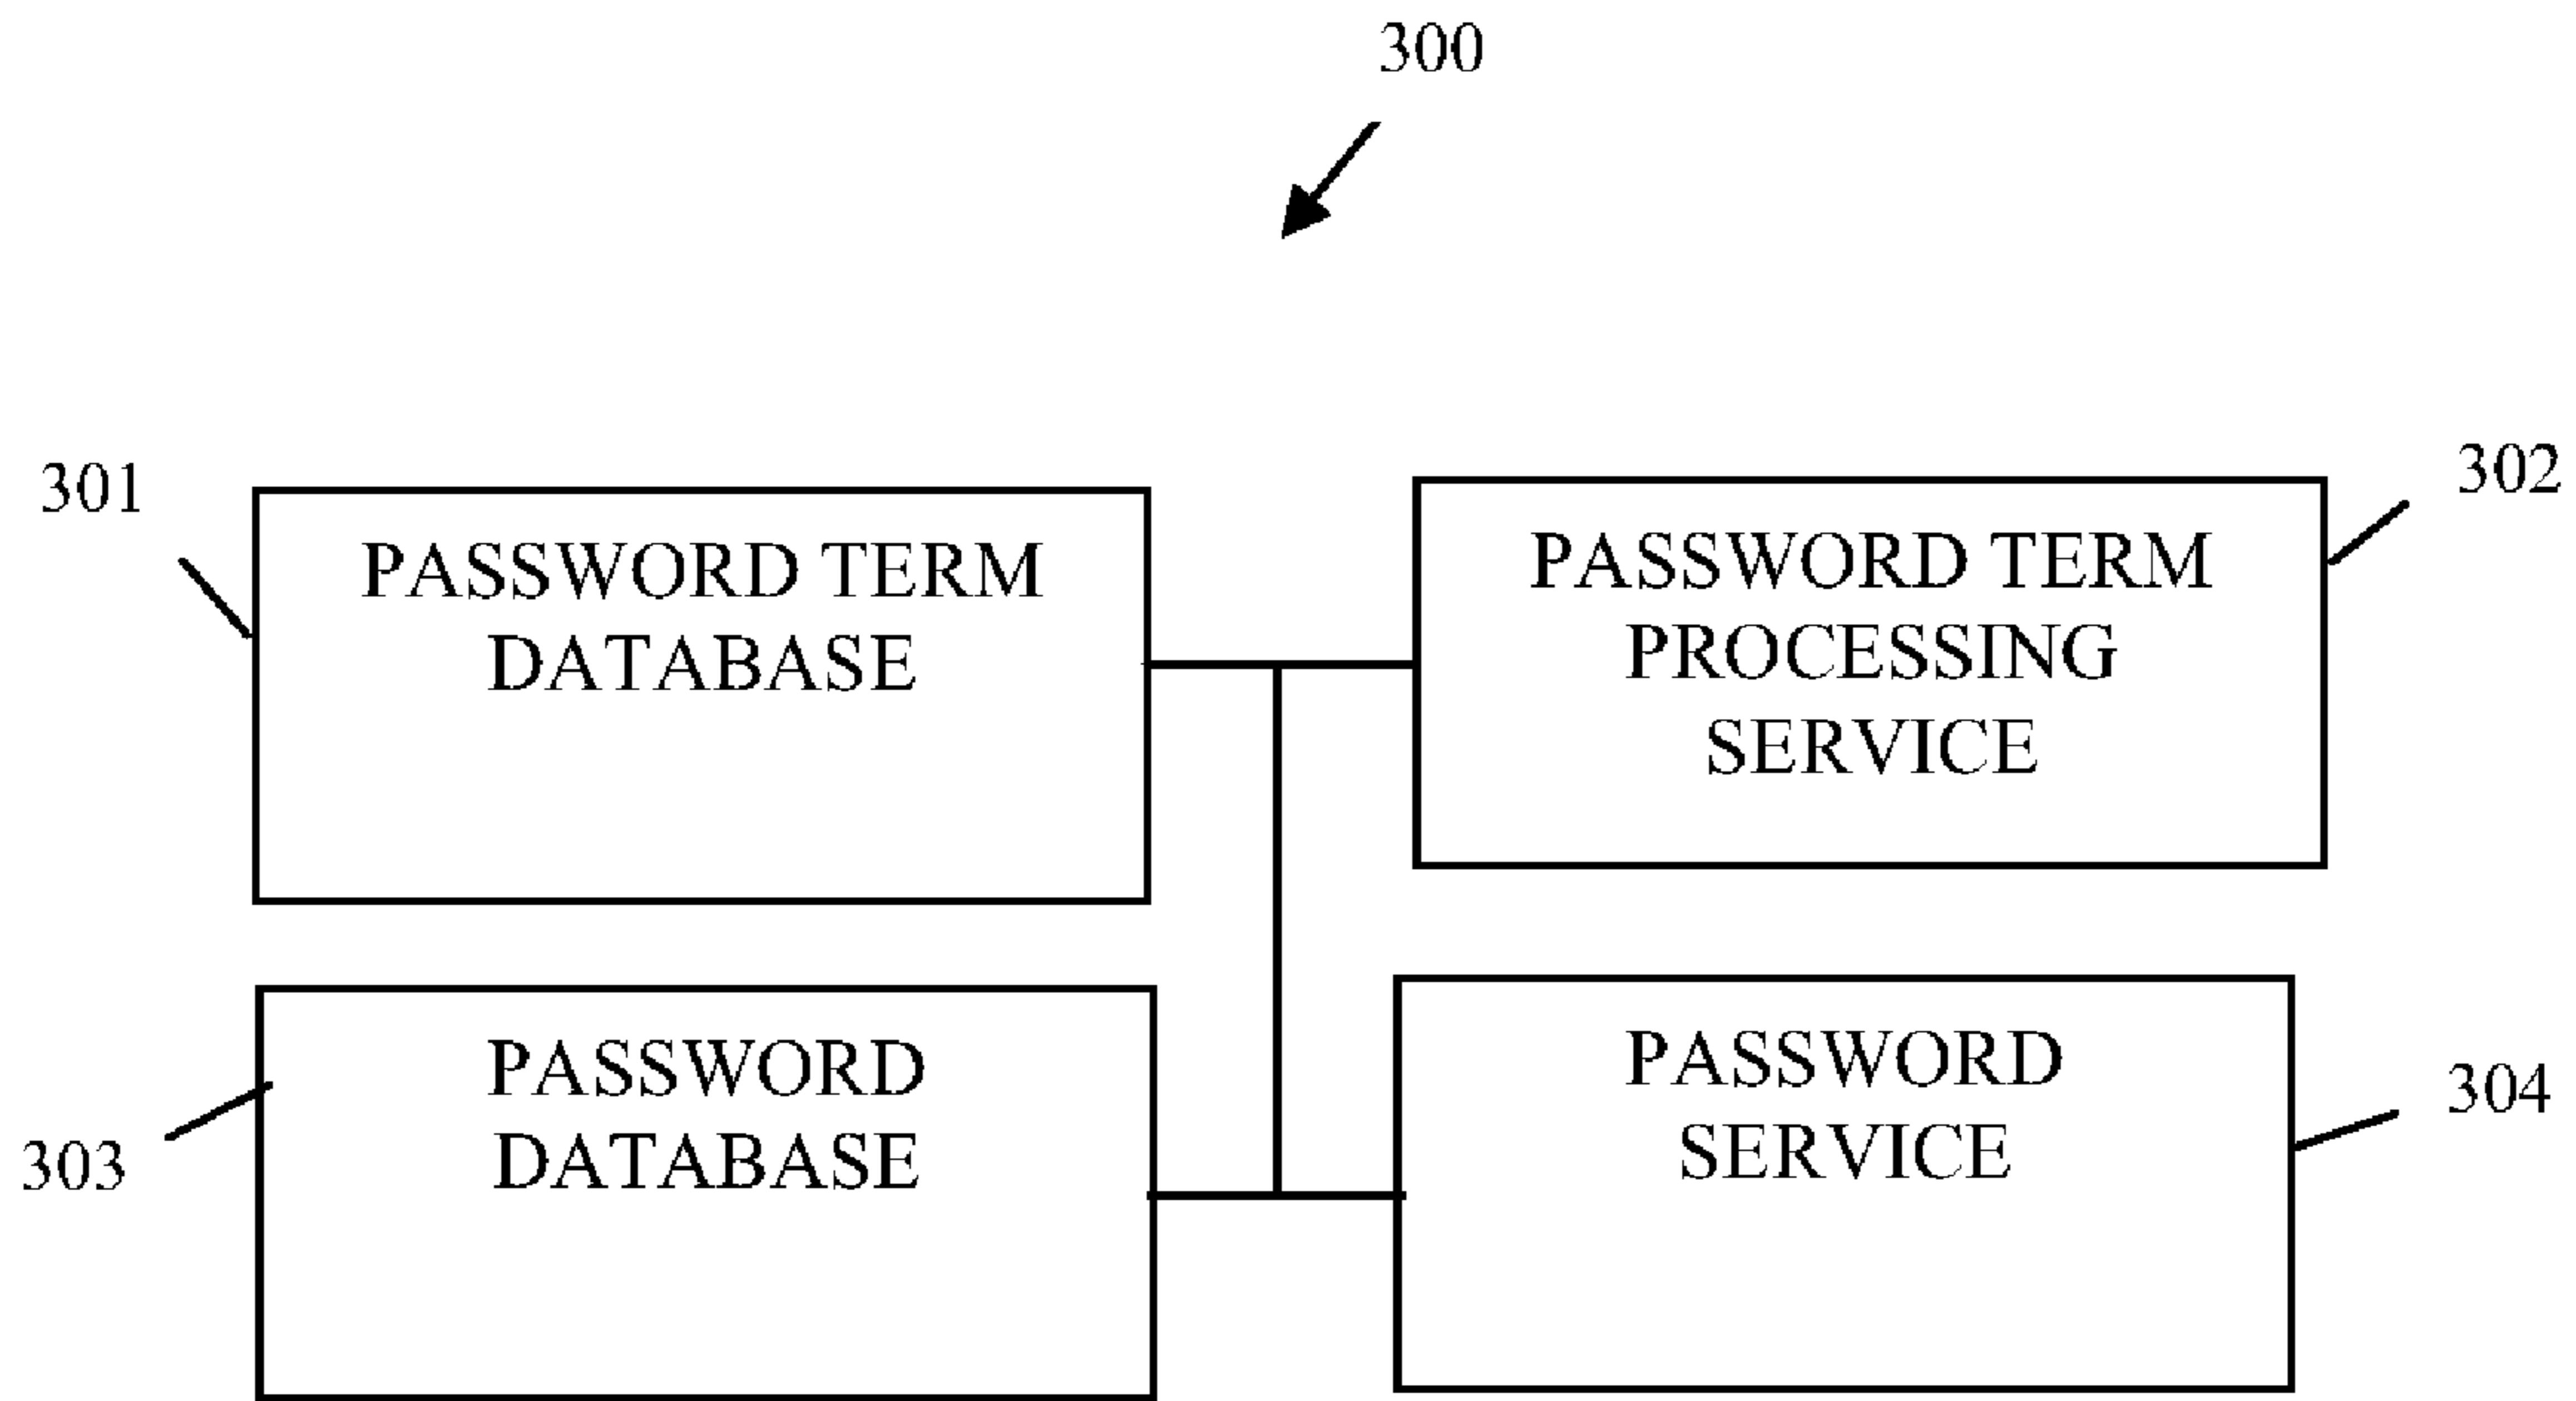 300
301
PASSWORD TERM
DATABASE
302
PASSWORD TERM
PROCESSING
SERVICE
303
PASSWORD
DATABASE
304
PASSWORD
SERVICE